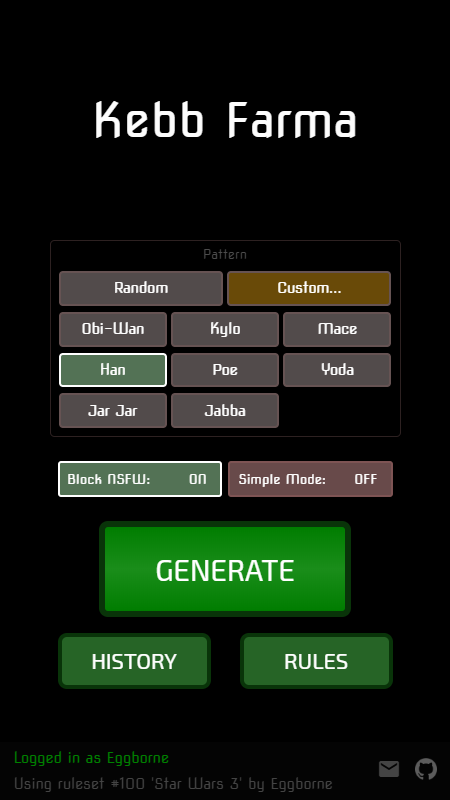 Kebb Farma
Pattern
Random Custom...
Obi-Wan Kylo Mace
Han Poe Yoda
Jar Jar Jabba
Block NSFW: ON Simple Mode: OFF
GENERATE
HISTORY RULES
Logged in as Eggborne
Using ruleset #100 'Star Wars 3' by Eggborne